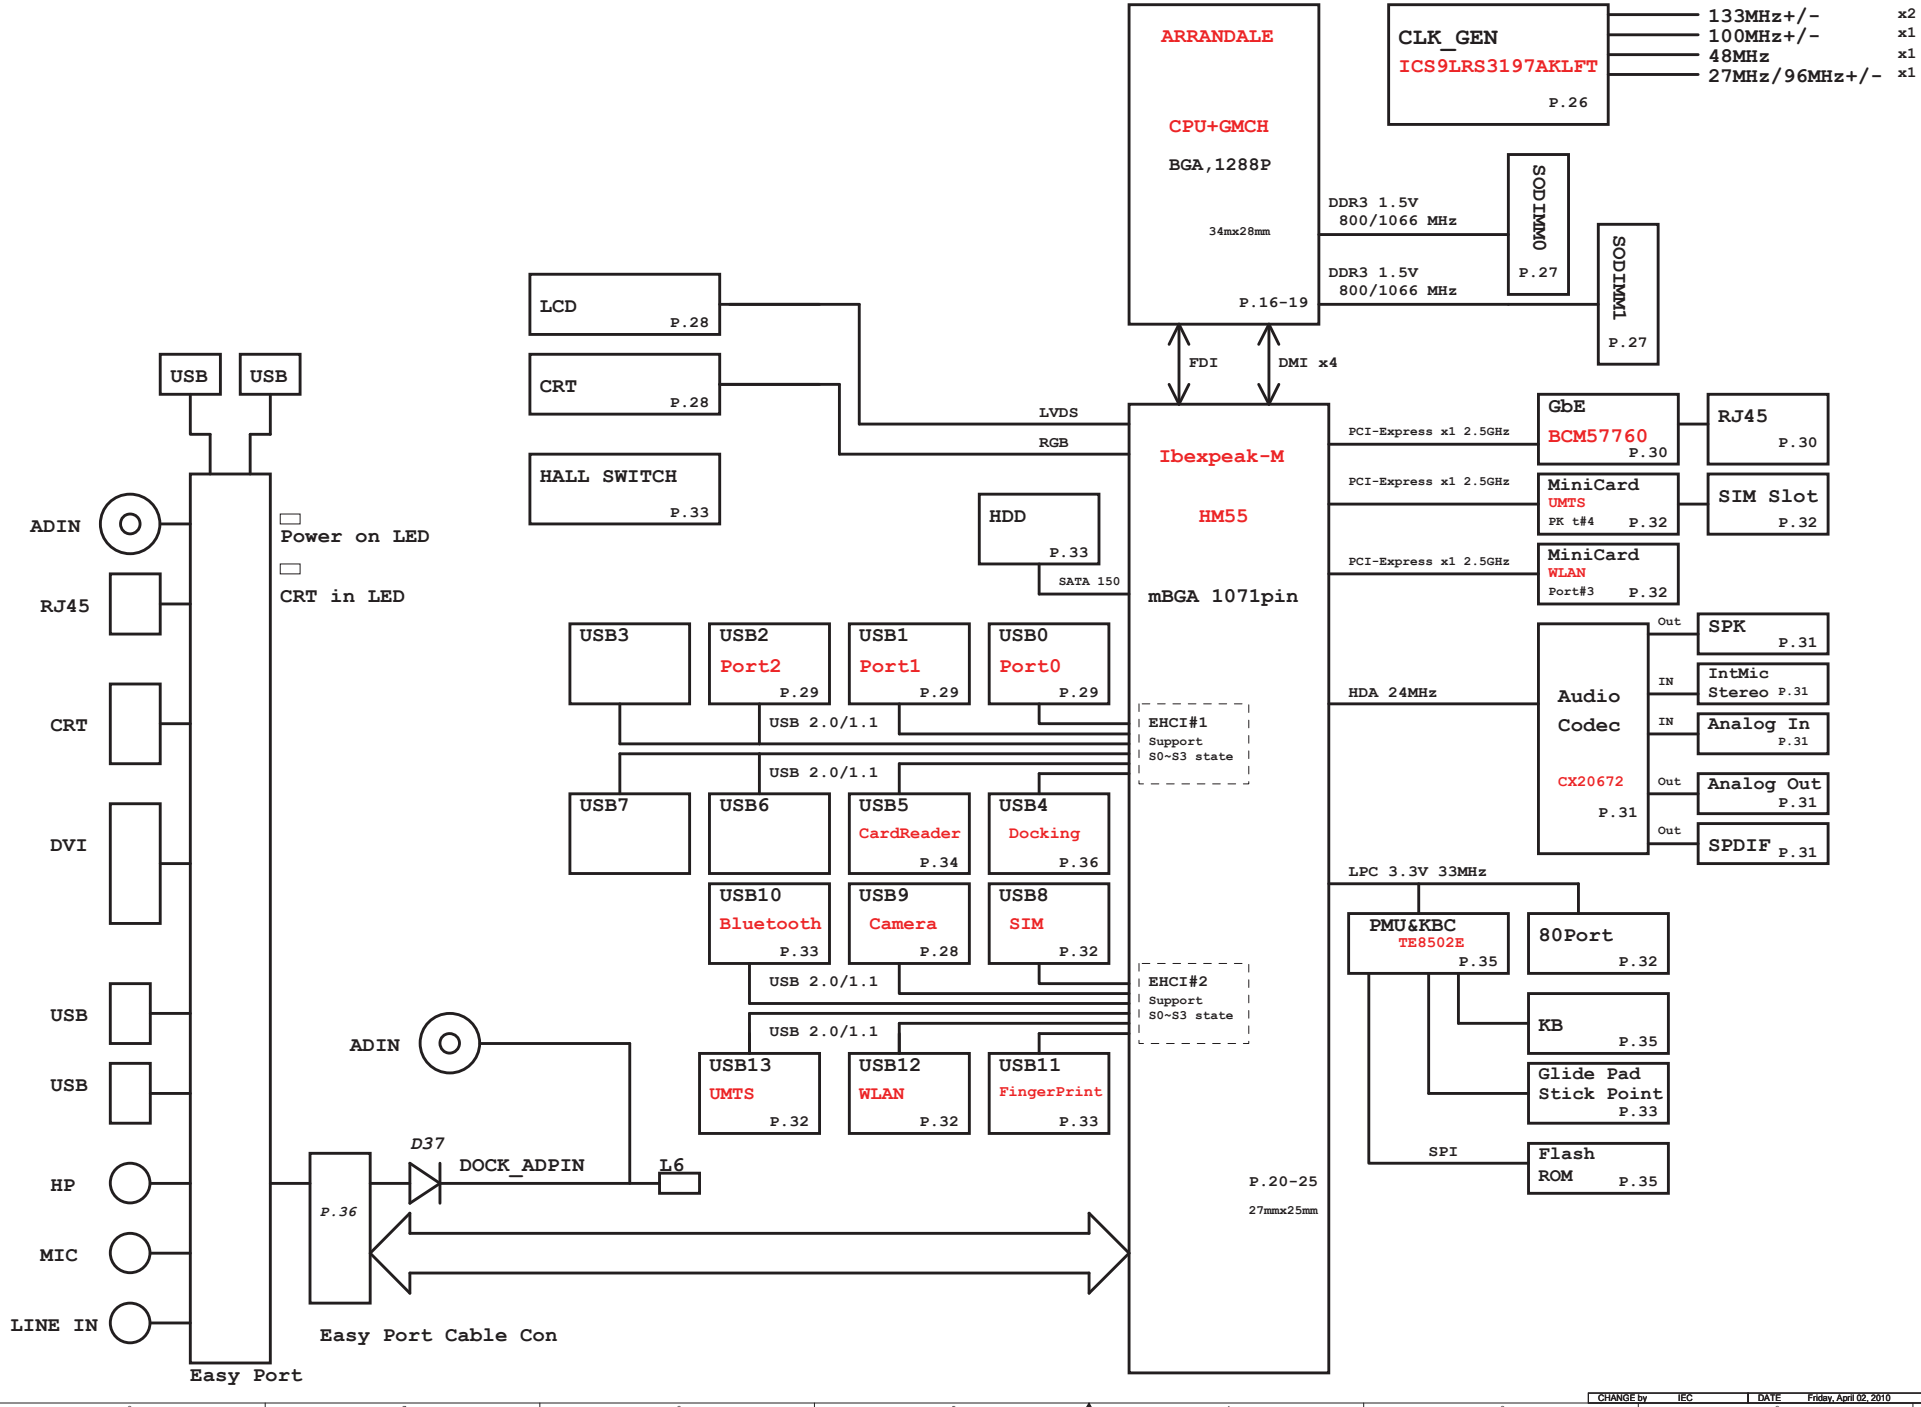 ARRANDALE
CPU+GMCH
BGA,1288P
34mx28mm
P.16-19
CLK_GEN
ICS9LRS3197AKLFT
P.26
133MHz+/- x2
100MHz+/- x1
48MHz x1
27MHz/96MHz+/- x1
DDR3 1.5V
800/1066 MHz
SODIMM0
P.27
DDR3 1.5V
800/1066 MHz
SODIMM1
P.27
FDI
DMI x4
LCD
P.28
CRT
P.28
HALL SWITCH
P.33
LVDS
RGB
HDD
P.33
SATA 150
Ibexpeak-M
HM55
mBGA 1071pin
PCI-Express x1 2.5GHz
GbE
BCM57760
P.30
RJ45
P.30
PCI-Express x1 2.5GHz
MiniCard
UMTS
PK t#4 P.32
SIM Slot
P.32
PCI-Express x1 2.5GHz
MiniCard
WLAN
Port#3 P.32
USB
USB
ADIN
Power on LED
CRT in LED
RJ45
CRT
DVI
USB
USB
HP
MIC
LINE IN
Easy Port
USB3
USB2
Port2
P.29
USB1
Port1
P.29
USB0
Port0
P.29
USB 2.0/1.1
EHCI#1
Support
S0~S3 state
USB 2.0/1.1
USB7
USB6
USB5
CardReader
P.34
USB4
Docking
P.36
USB10
Bluetooth
P.33
USB9
Camera
P.28
USB8
SIM
P.32
USB 2.0/1.1
EHCI#2
Support
S0~S3 state
USB 2.0/1.1
USB13
UMTS
P.32
USB12
WLAN
P.32
USB11
FingerPrint
P.33
HDA 24MHz
Audio
Codec
CX20672
P.31
Out
SPK
P.31
IN
IntMic
Stereo P.31
IN
Analog In
P.31
Out
Analog Out
P.31
Out
SPDIF P.31
LPC 3.3V 33MHz
PMU&KBC
TE8502E
P.35
80Port
P.32
KB
P.35
Glide Pad
Stick Point
P.33
SPI
Flash
ROM P.35
P.20-25
27mmx25mm
ADIN
D37
DOCK_ADPIN
L6
P.36
Easy Port Cable Con
CHANGE by IEC DATE Friday, April 02, 2010